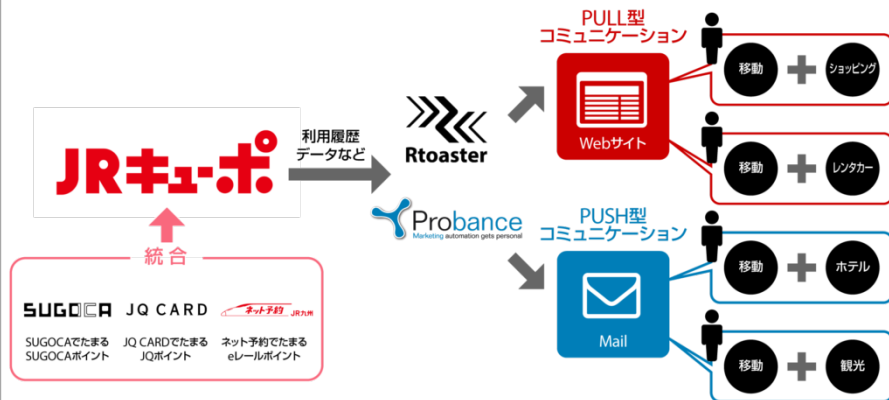 JRキューポ
利用履歴
データなど
Rtoaster
Probance
Marketing automation gets personal
統合
SUGOCA
JQ CARD
ネット予約 JR九州
SUGOCAでたまる
SUGOCAポイント
JQ CARDでたまる
JQポイント
ネット予約でたまる
eレールポイント
PULL型
コミュニケーション
Webサイト
移動
ショッピング
移動
レンタカー
PUSH型
コミュニケーション
Mail
移動
ホテル
移動
観光